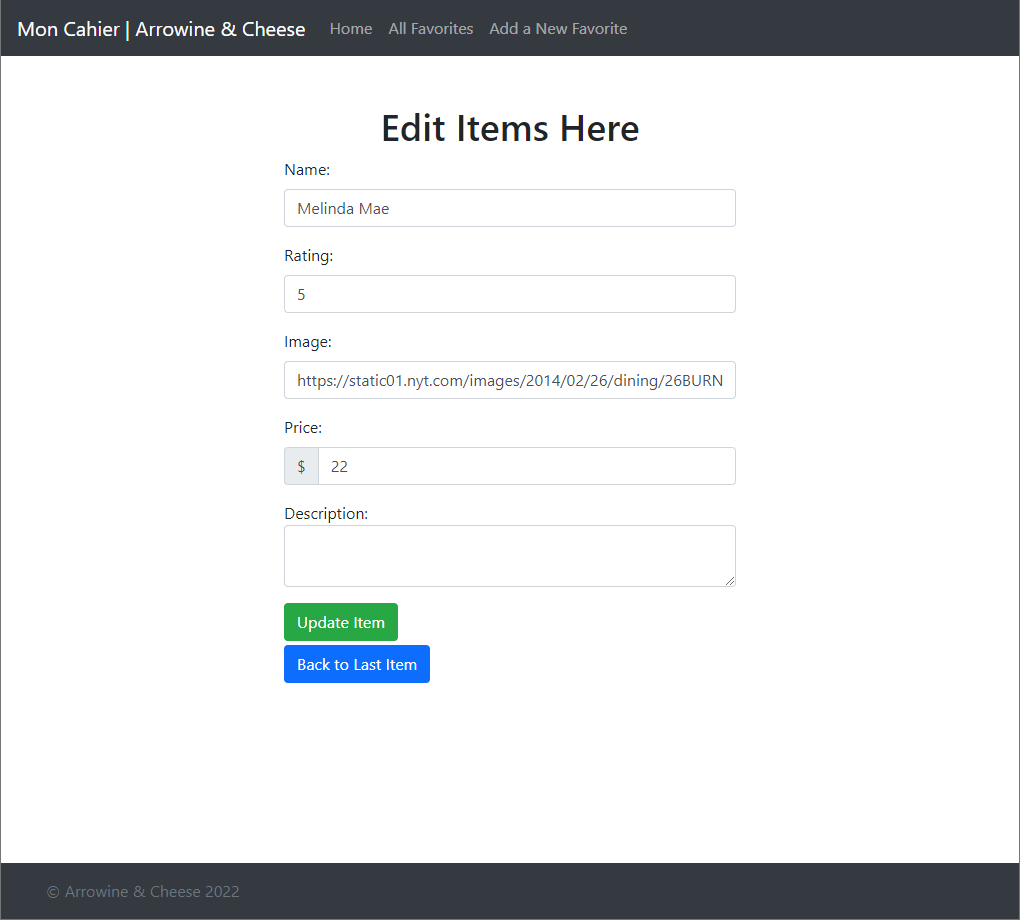 Mon Cahier | Arrowine & Cheese Home All Favorites Add a New Favorite
Edit Items Here
Name:
Melinda Mae
Rating:
5
Image:
https://static01.nyt.com/images/2014/02/26/dining/26BURN
Price:
$ 22
Description:
Update Item
Back to Last Item
© Arrowine & Cheese 2022